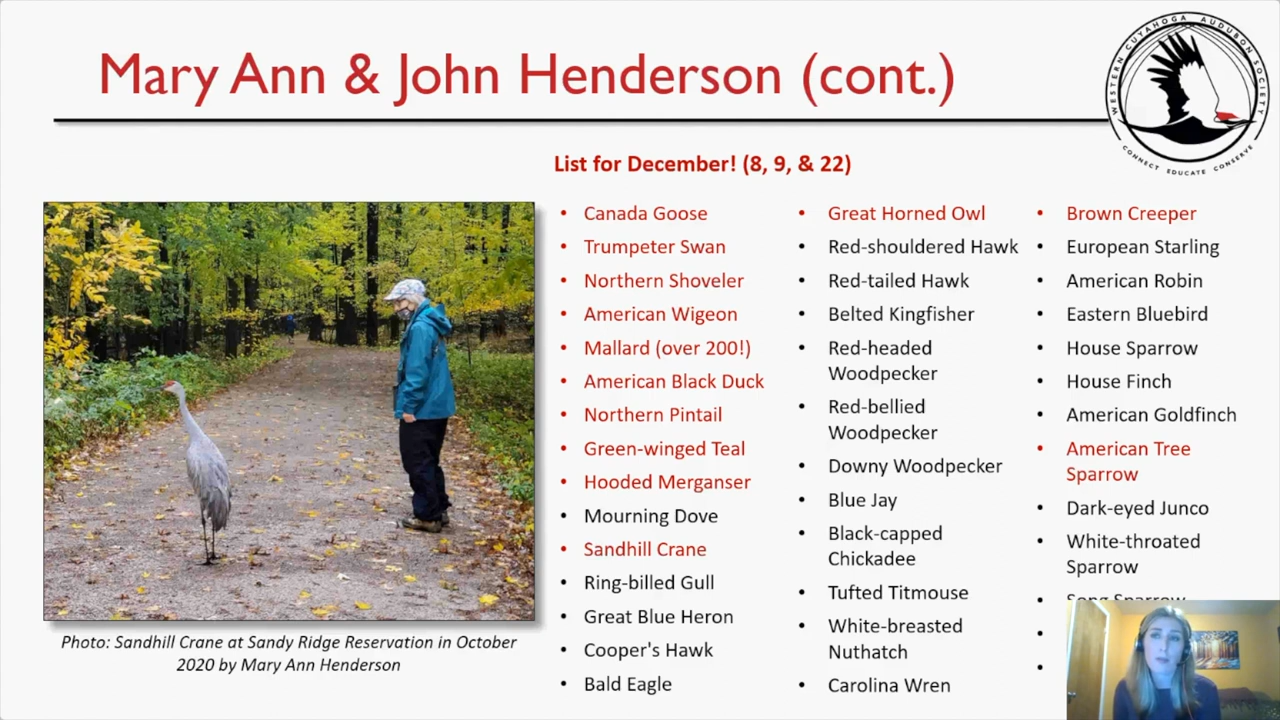 Mary Ann & John Henderson (cont.)
WESTERN CUYAHOGA AUDUBON SOCIETY
CONNECT EDUCATE CONSERVE
List for December! (8, 9, & 22)
• Canada Goose
• Trumpeter Swan
• Northern Shoveler
• American Wigeon
• Mallard (over 200!)
• American Black Duck
• Northern Pintail
• Green-winged Teal
• Hooded Merganser
• Mourning Dove
• Sandhill Crane
• Ring-billed Gull
• Great Blue Heron
• Cooper's Hawk
• Bald Eagle
• Great Horned Owl
• Red-shouldered Hawk
• Red-tailed Hawk
• Belted Kingfisher
• Red-headed
Woodpecker
• Red-bellied
Woodpecker
• Downy Woodpecker
• Blue Jay
• Black-capped
Chickadee
• Tufted Titmouse
• White-breasted
Nuthatch
• Carolina Wren
• Brown Creeper
• European Starling
• American Robin
• Eastern Bluebird
• House Sparrow
• House Finch
• American Goldfinch
• American Tree
Sparrow
• Dark-eyed Junco
• White-throated
Sparrow
• Song Sparrow
Photo: Sandhill Crane at Sandy Ridge Reservation in October
2020 by Mary Ann Henderson